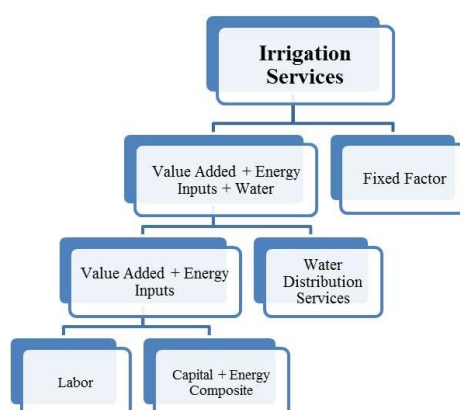 Irrigation
Services
Value Added + Energy
Inputs + Water
Fixed Factor
Value Added + Energy
Inputs
Water
Distribution
Services
Labor
Capital + Energy
Composite